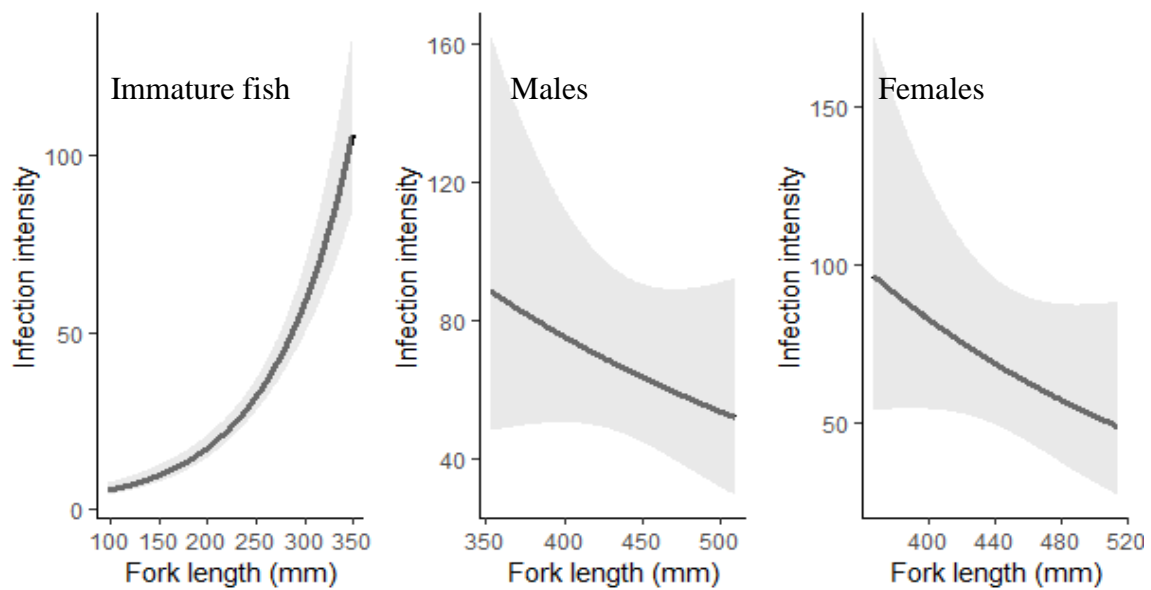 Immature fish
Infection intensity
100
50
0
100 150 200 250 300 350
Fork length (mm)
Males
Infection intensity
160
120
80
40
350 400 450 500
Fork length (mm)
Females
Infection intensity
150
100
50
400 440 480 520
Fork length (mm)